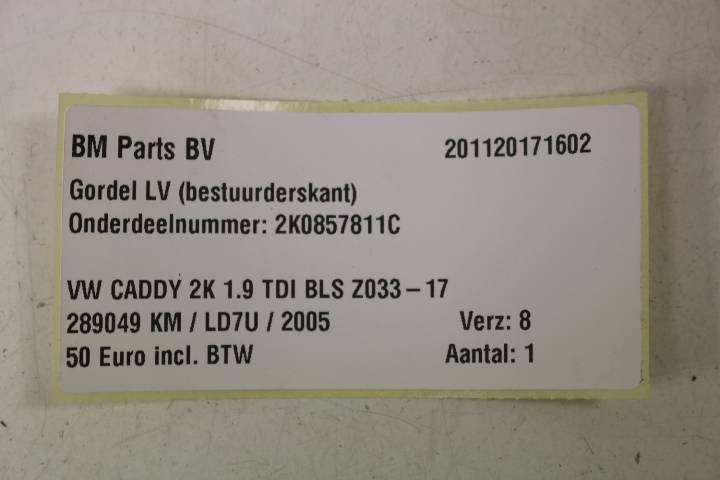 BM Parts BV 201120171602
Gordel LV (bestuurderskant)
Onderdeelnummer: 2K0857811C
VW CADDY 2K 1.9 TDI BLS Z033-17
289049 KM / LD7U / 2005 Verz: 8
50 Euro incl. BTW Aantal: 1